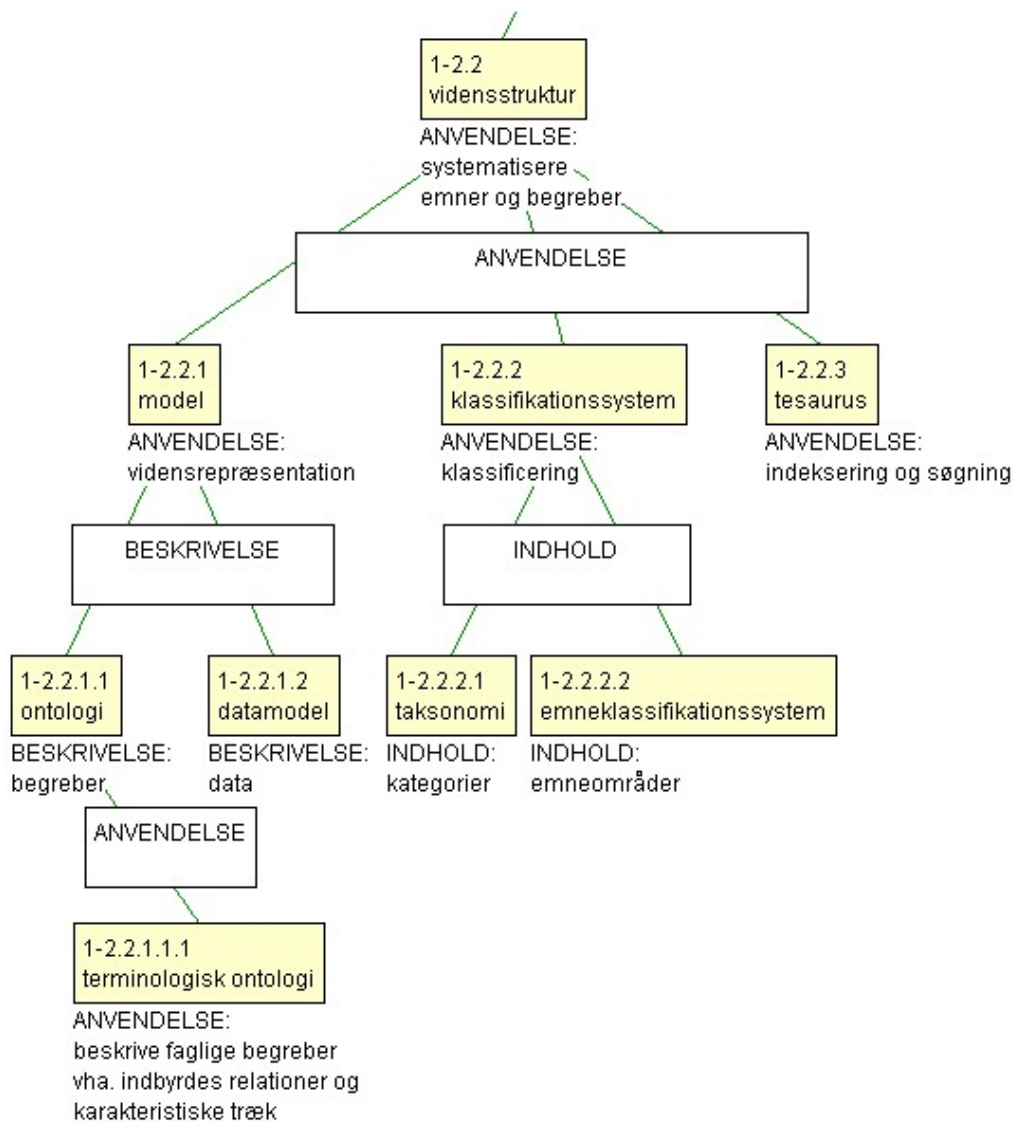 1-2.2
vidensstruktur
ANVENDELSE:
systematisere
emner og begreber
ANVENDELSE
1-2.2.1
model
ANVENDELSE:
vidensrepræsentation
1-2.2.2
klassifikationssystem
ANVENDELSE:
klassificering
1-2.2.3
tesaurus
ANVENDELSE:
indeksering og søgning
BESKRIVELSE
INDHOLD
1-2.2.1.1
ontologi
BESKRIVELSE:
begreber
1-2.2.1.2
datamodel
BESKRIVELSE:
data
1-2.2.2.1
taksonomi
INDHOLD:
kategorier
1-2.2.2.2
emneklassifikationssystem
INDHOLD:
emneområder
ANVENDELSE
1-2.2.1.1.1
terminologisk ontologi
ANVENDELSE:
beskrive faglige begreber
vha. indbyrdes relationer og
karakteristiske træk